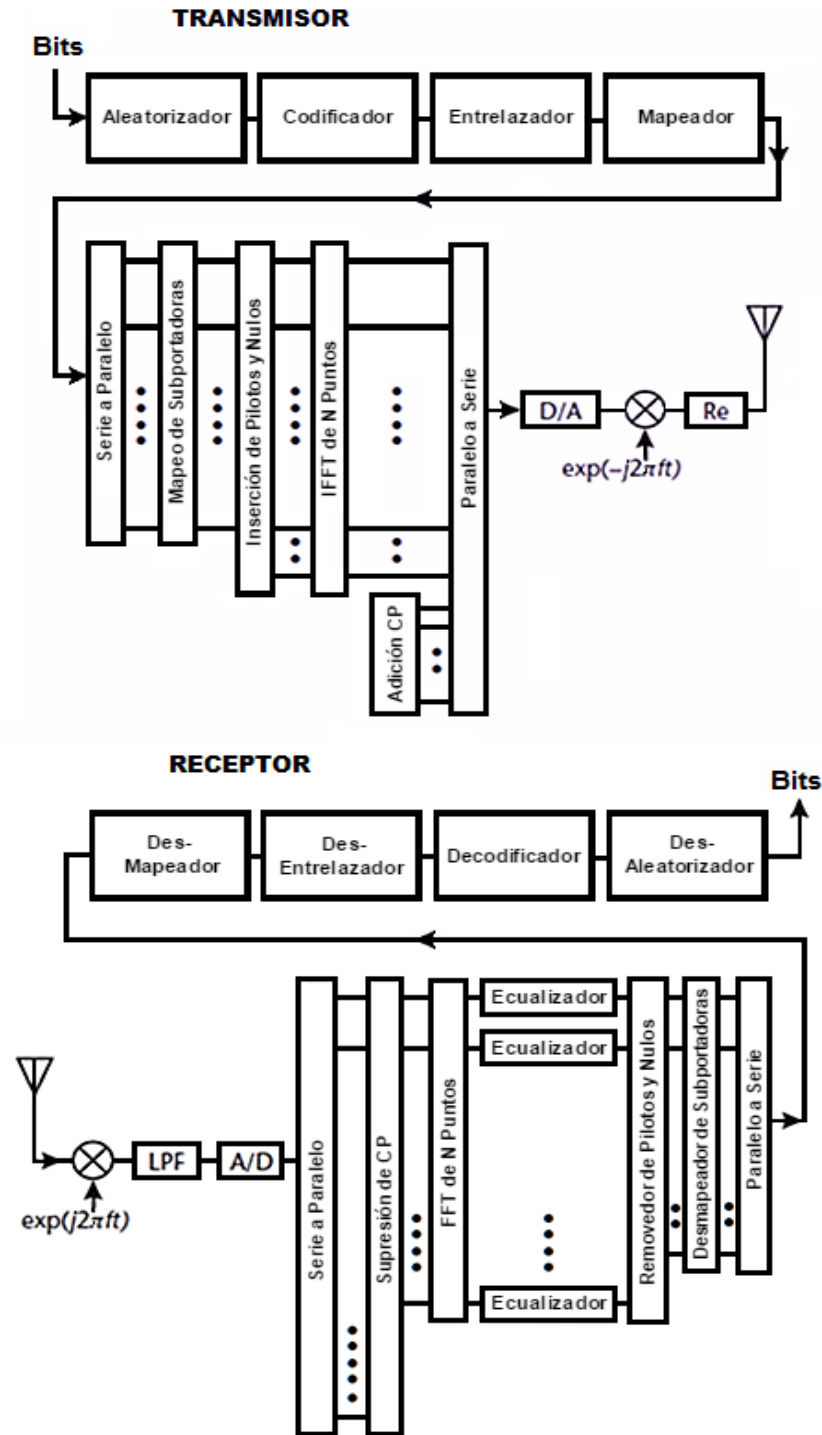 TRANSMISOR
Bits
Aleatorizador
Codificador
Entrelazador
Mapeador
Serie a Paralelo
Mapeo de Subportadoras
Inserción de Pilotos y Nulos
IFFT de N Puntos
Adición CP
Paralelo a Serie
D/A
exp(-j2πft)
Re
RECEPTOR
Bits
Des-
Mapeador
Des-
Entrelazador
Decodificador
Des-
Aleatorizador
exp(j2πft)
LPF
A/D
Serie a Paralelo
Supresión de CP
FFT de N Puntos
Ecualizador
Ecualizador
Ecualizador
Removedor de Pilotos y Nulos
Desmapeador de Subportadoras
Paralelo a Serie